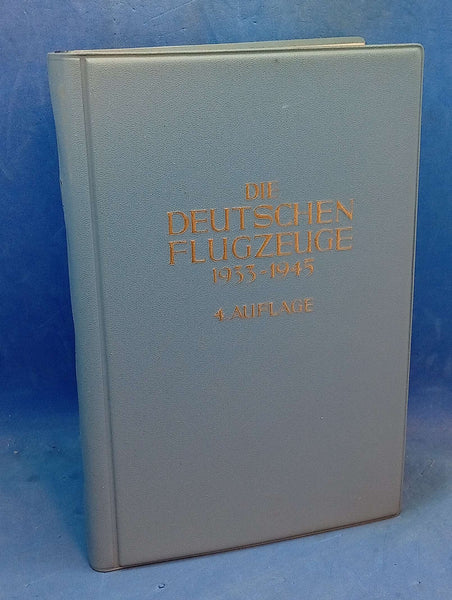 DIE
DEUTSCHEN
FLUGZEUGE
1933-1945
4. AUFLAGE